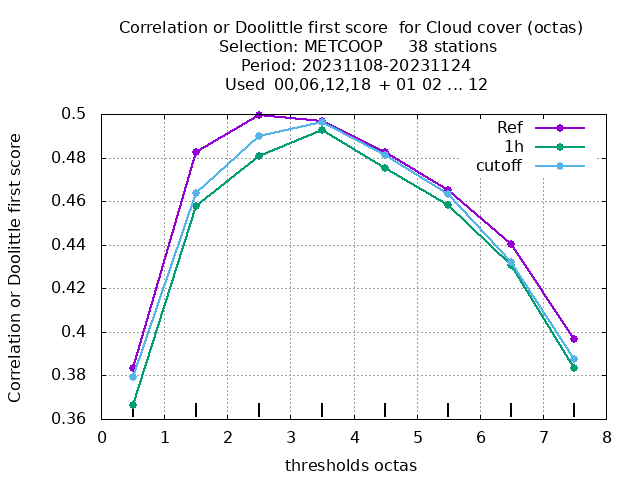 Correlation or Doolittle first score  for Cloud cover (octas)
Selection: METCOOP     38 stations
Period: 20231108-20231124
Used  00,06,12,18  + 01 02 ... 12
Correlation or Doolittle first score
0.5
0.48
0.46
0.44
0.42
0.4
0.38
0.36
Ref
1h
cutoff
0 1 2 3 4 5 6 7 8
thresholds octas